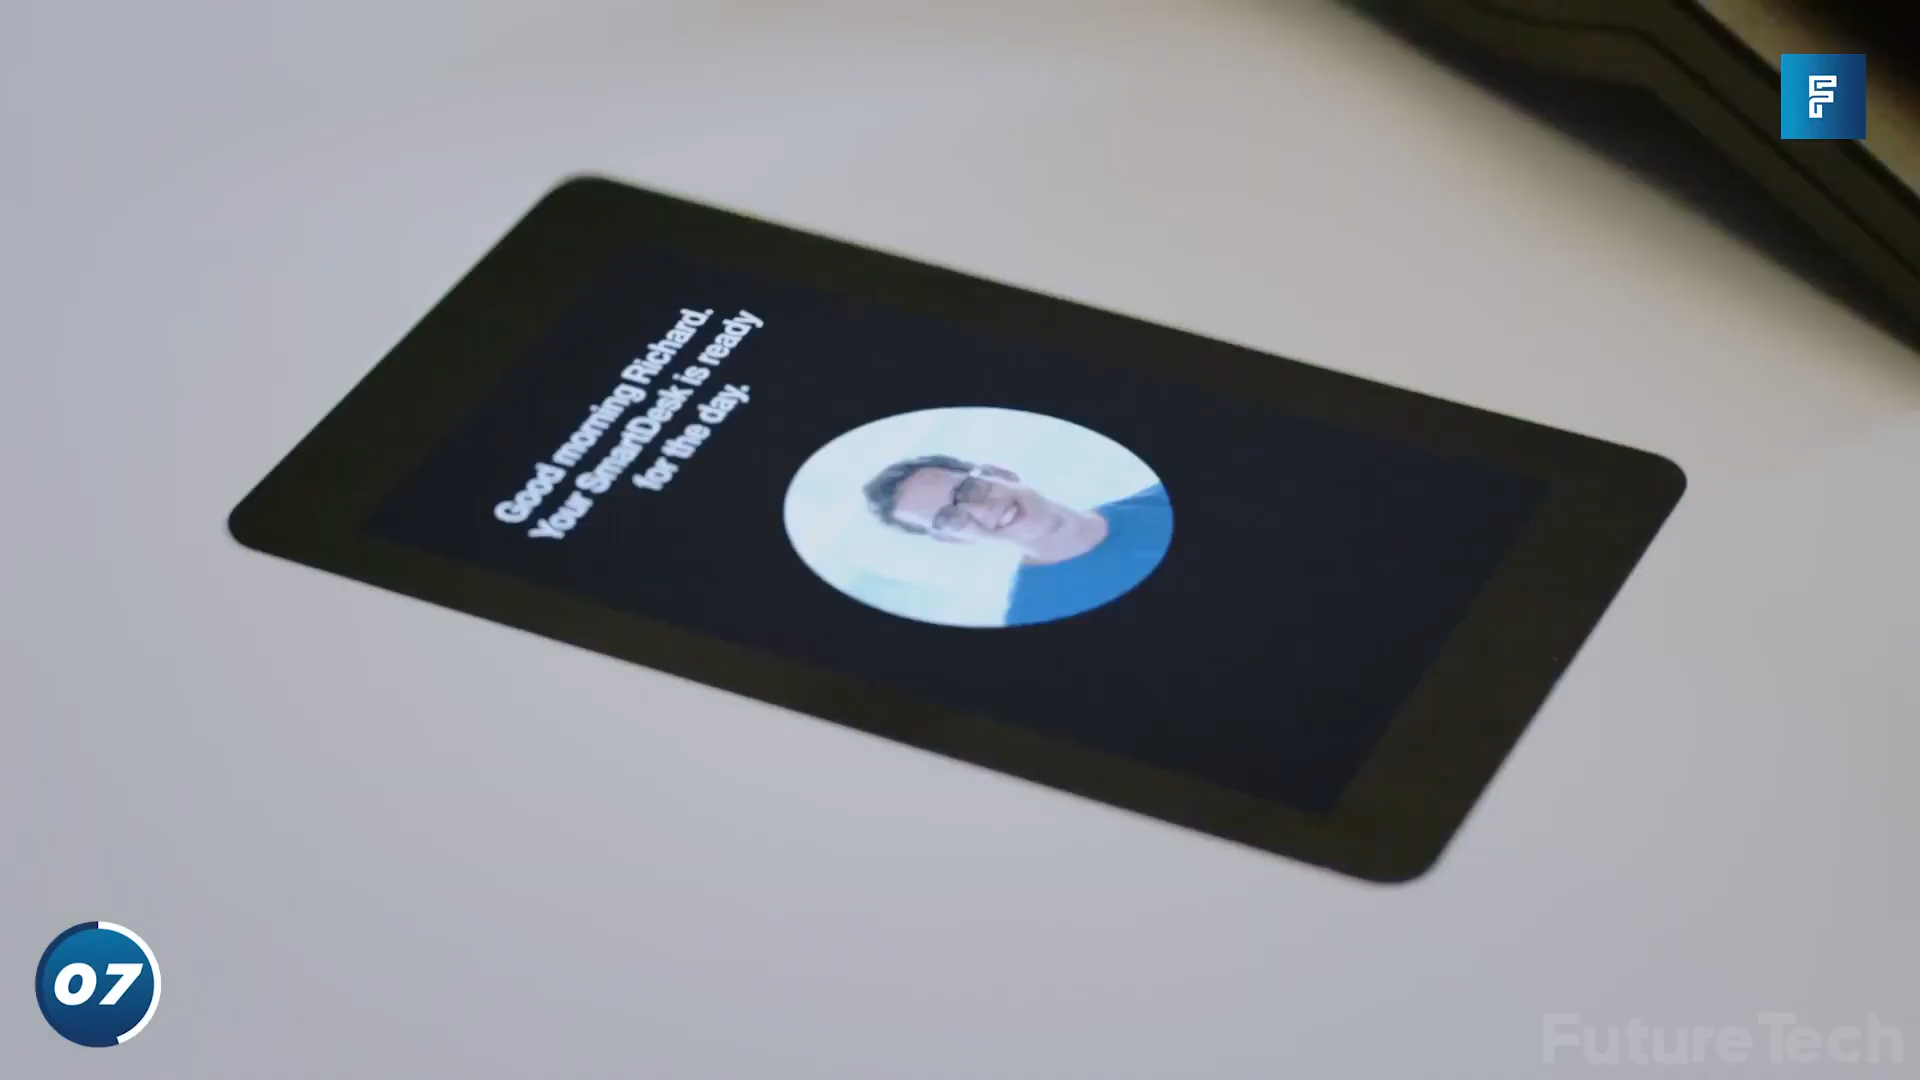 Good morning Richard.
Your SmartDesk is ready
for the day.
07
FutureTech